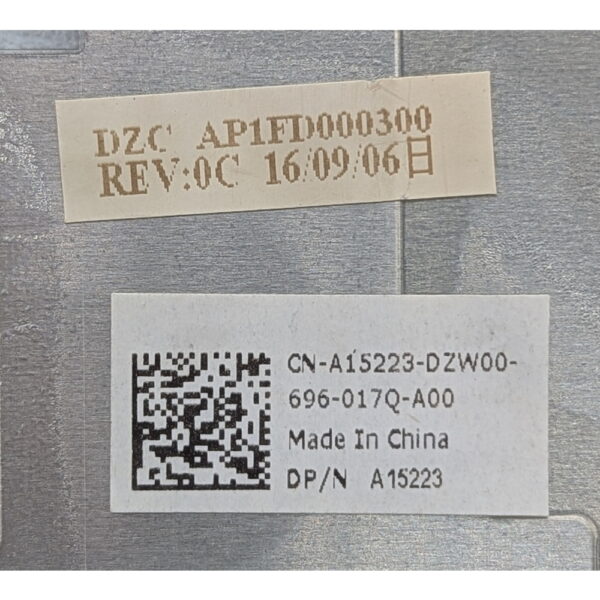 DZC AP1FD000300
REV:0C 16/09/06日
CN-A15223-DZW00-
696-017Q-A00
Made In China
DP/N A15223